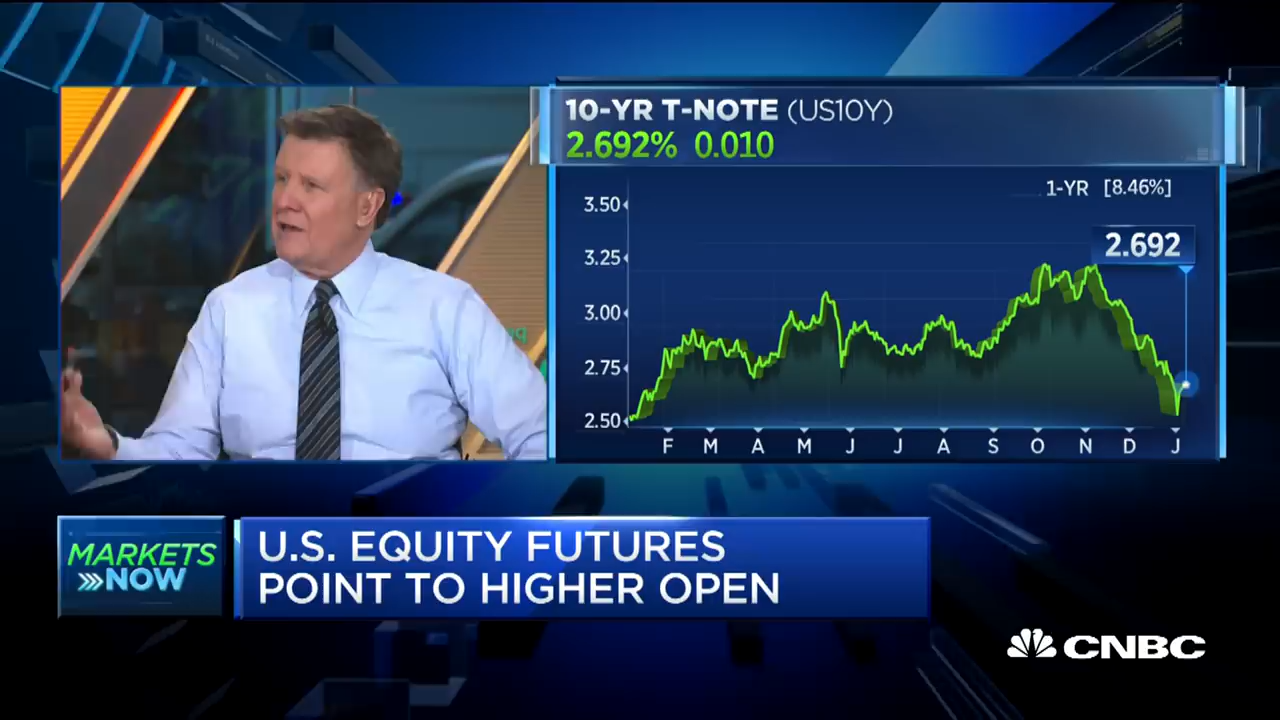 10-YR T-NOTE (US10Y)
2.692% 0.010
1-YR [8.46%]
3.50
3.25
3.00
2.75
2.50
2.692
F M A M J J A S O N D J
MARKETS
NOW
U.S. EQUITY FUTURES
POINT TO HIGHER OPEN
CNBC